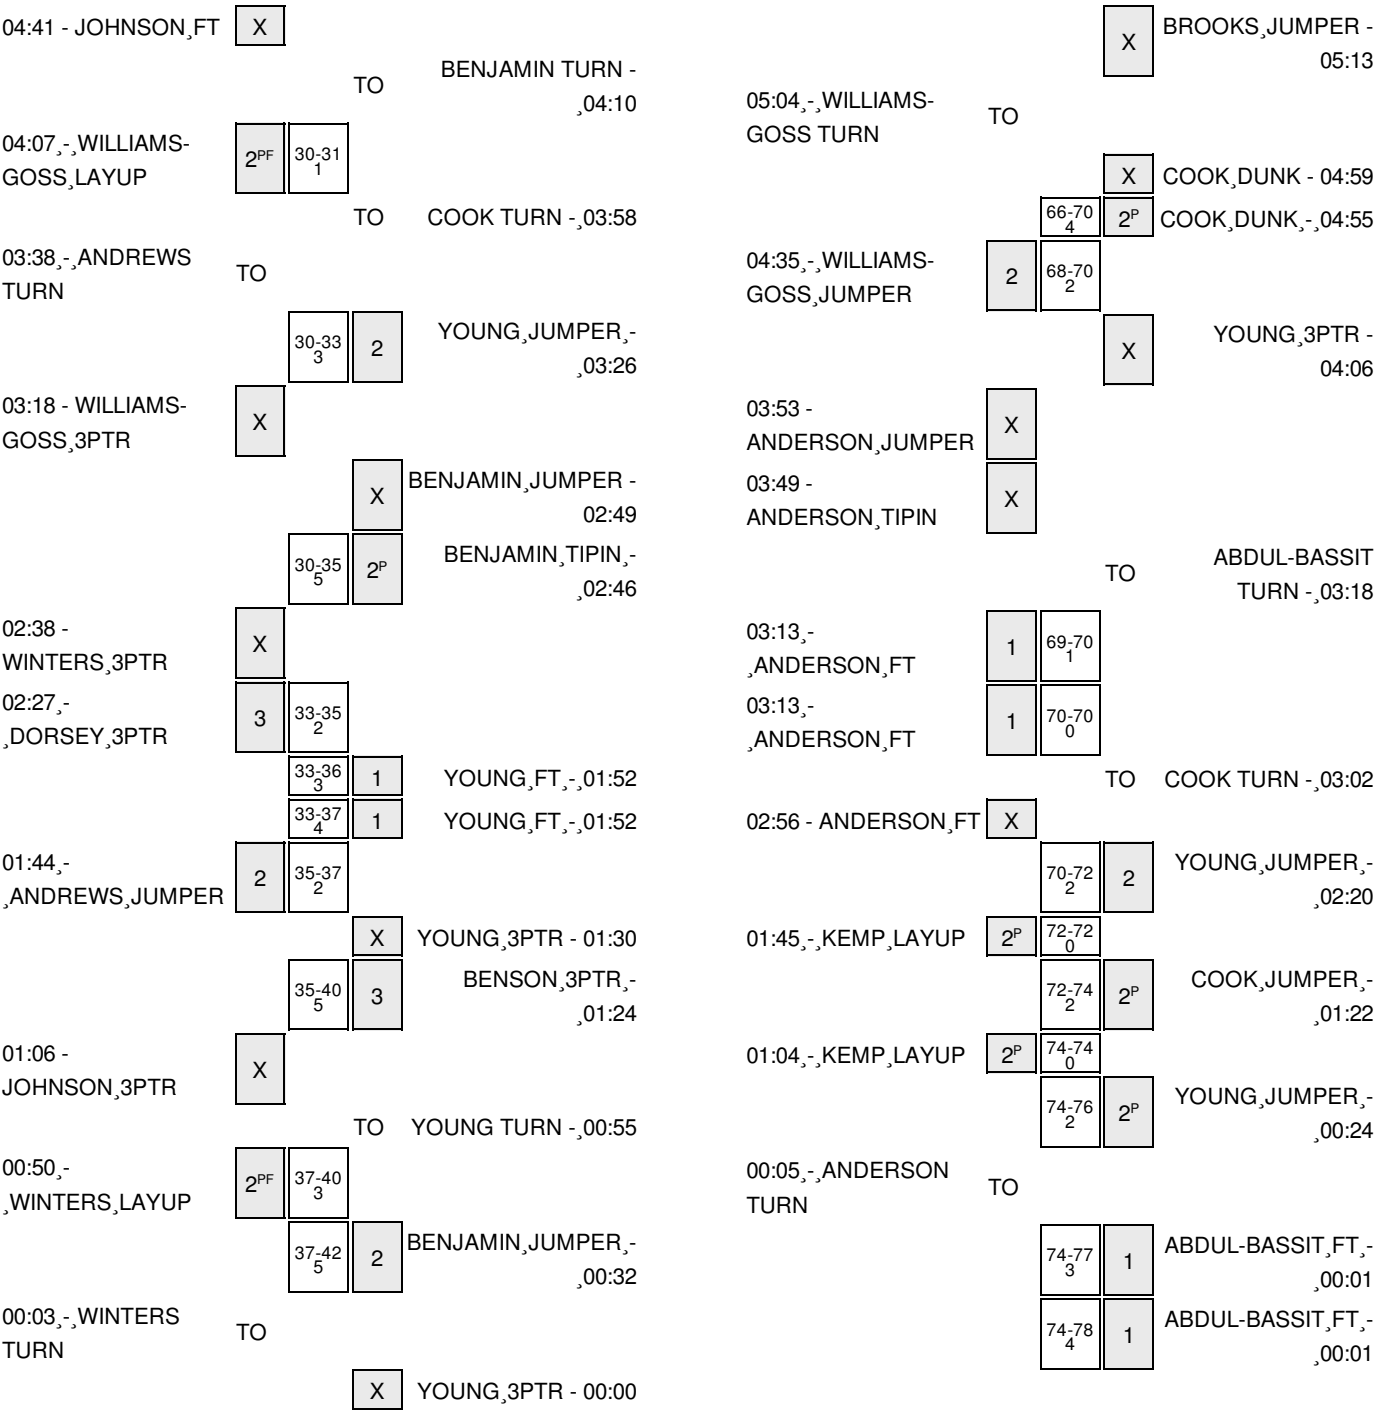 04:41 - JOHNSON¸FT X
TO BENJAMIN TURN -
¸04:10
04:07¸-¸WILLIAMS-
GOSS¸LAYUP 2PF 30-31
1
TO COOK TURN -¸03:58
03:38¸-¸ANDREWS
TURN TO
30-33
3 2 YOUNG¸JUMPER¸-
¸03:26
03:18 - WILLIAMS-
GOSS¸3PTR X
X BENJAMIN¸JUMPER -
02:49
30-35
5 2P BENJAMIN¸TIPIN¸-
¸02:46
02:38 -
WINTERS¸3PTR X
02:27¸-
¸DORSEY¸3PTR 3 33-35
2
33-36
3 1 YOUNG¸FT¸-¸01:52
33-37
4 1 YOUNG¸FT¸-¸01:52
01:44¸-
¸ANDREWS¸JUMPER 2 35-37
2
X YOUNG¸3PTR - 01:30
35-40
5 3 BENSON¸3PTR¸-
¸01:24
01:06 -
JOHNSON¸3PTR X
TO YOUNG TURN -¸00:55
00:50¸-
¸WINTERS¸LAYUP 2PF 37-40
3
37-42
5 2 BENJAMIN¸JUMPER¸-
¸00:32
00:03¸-¸WINTERS
TURN TO
X YOUNG¸3PTR - 00:00
X BROOKS¸JUMPER -
05:13
05:04¸-¸WILLIAMS-
GOSS TURN TO
X COOK¸DUNK - 04:59
66-70
4 2P COOK¸DUNK¸-¸04:55
04:35¸-¸WILLIAMS-
GOSS¸JUMPER 2 68-70
2
X YOUNG¸3PTR -
04:06
03:53 -
ANDERSON¸JUMPER X
03:49 -
ANDERSON¸TIPIN X
TO ABDUL-BASSIT
TURN -¸03:18
03:13¸-
¸ANDERSON¸FT 1 69-70
1
03:13¸-
¸ANDERSON¸FT 1 70-70
0
TO COOK TURN -¸03:02
02:56 - ANDERSON¸FT X
70-72
2 2 YOUNG¸JUMPER¸-
¸02:20
01:45¸-¸KEMP¸LAYUP 2P 72-72
0
72-74
2 2P COOK¸JUMPER¸-
¸01:22
01:04¸-¸KEMP¸LAYUP 2P 74-74
0
74-76
2 2P YOUNG¸JUMPER¸-
¸00:24
00:05¸-¸ANDERSON
TURN TO
74-77
3 1 ABDUL-BASSIT¸FT¸-
¸00:01
74-78
4 1 ABDUL-BASSIT¸FT¸-
¸00:01